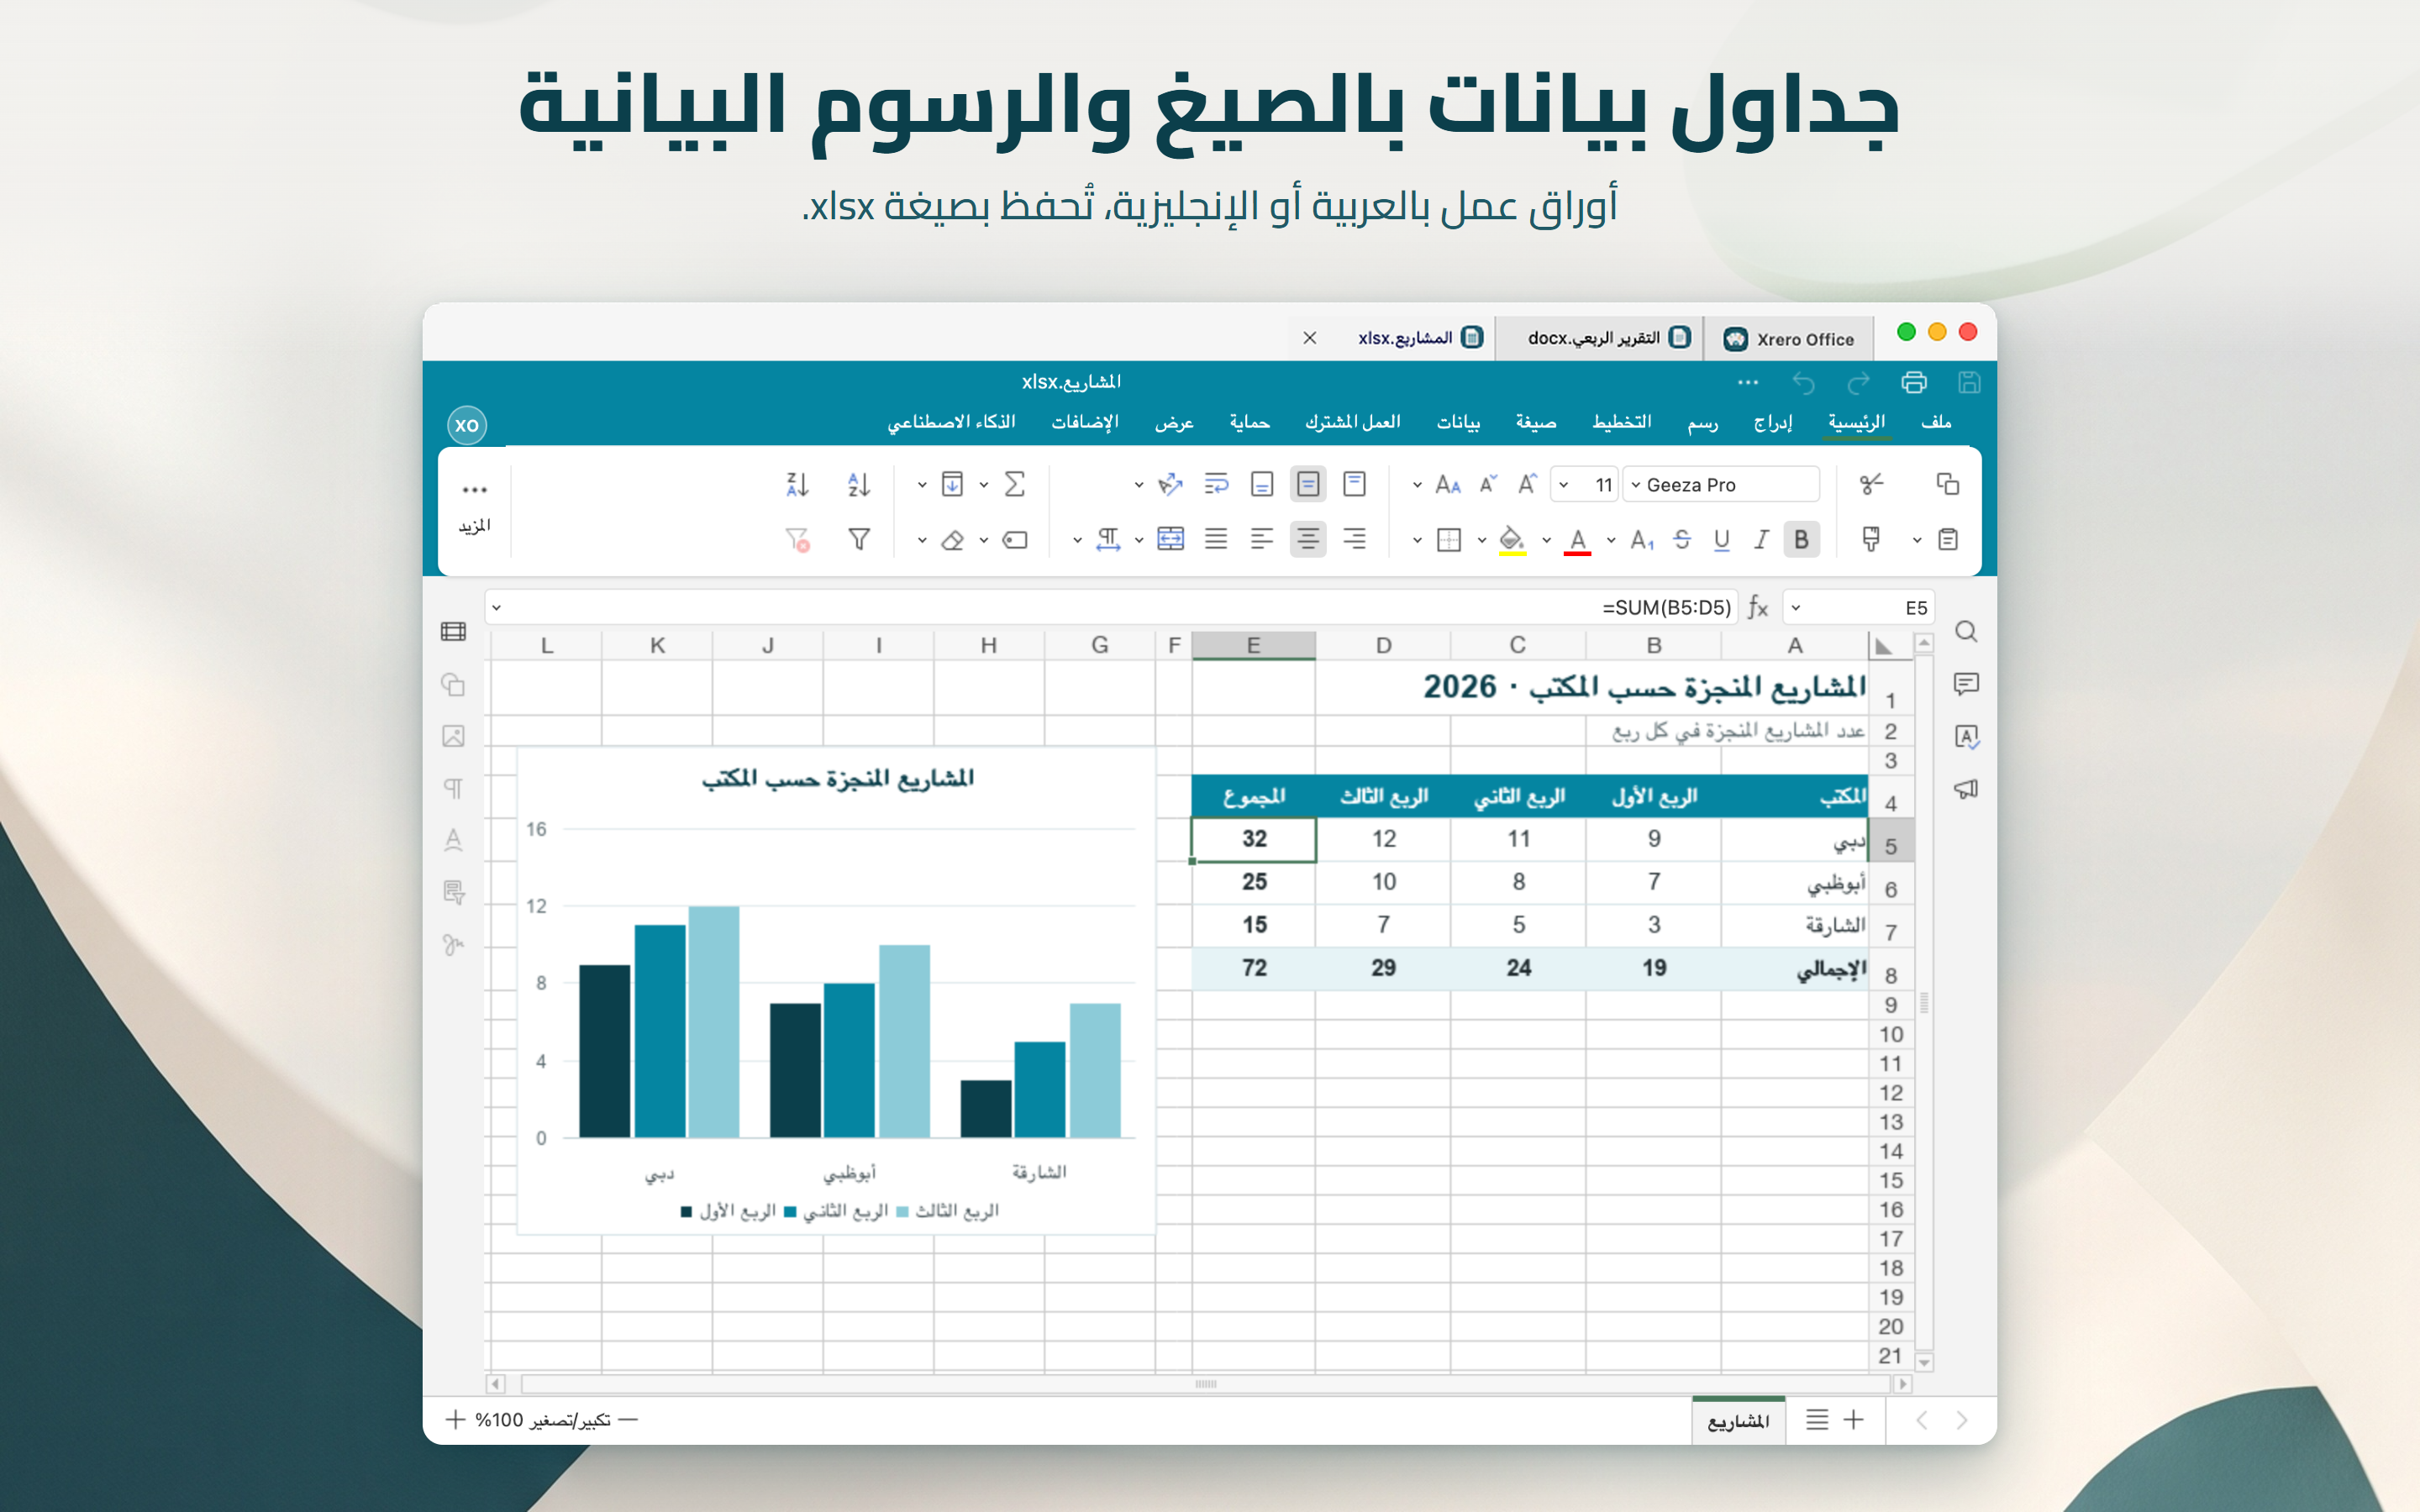 جداول بيانات بالصيغ والرسوم البيانية
أوراق عمل بالعربية أو الإنجليزية، تُحفظ بصيغة xlsx.
Xrero Office
التقرير الربعي.docx
المشاريع.xlsx
المشاريع.xlsx
ملف الرئيسية إدراج رسم التخطيط صيغة بيانات العمل المشترك حماية عرض الإضافات الذكاء الاصطناعي
XO
Geeza Pro 11
المزيد
E5 =SUM(B5:D5)
A B C D E F G H I J K L
1 المشاريع المنجزة حسب المكتب · 2026
2 عدد المشاريع المنجزة في كل ربع
3
4 المكتب الربع الأول الربع الثاني الربع الثالث المجموع
5 دبي 9 11 12 32
6 أبوظبي 7 8 10 25
7 الشارقة 3 5 7 15
8 الإجمالي 19 24 29 72
9
10
11
12
13
14
15
16
17
18
19
20
21
المشاريع المنجزة حسب المكتب
16
12
8
4
0
الشارقة أبوظبي دبي
الربع الثالث الربع الثاني الربع الأول
المشاريع
تكبير/تصغير 100%